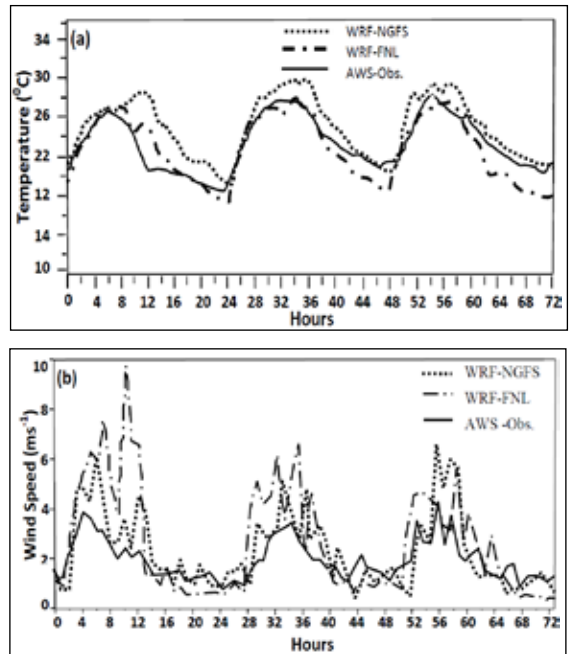 (a)
WRF-NGFS
WRF-FNL
AWS-Obs.
Temperature (°C)
34
30
26
22
12
14
10
0 4 6 8 12 16 20 24 28 32 36 40 44 48 52 56 60 64 68 72
Hours
(b)
WRF-NGFS
WRF-FNL
AWS -Obs.
Wind Speed (ms⁻¹)
10
8
6
4
2
0
0 4 8 12 16 20 24 28 32 36 40 44 48 52 56 60 64 68 72
Hours